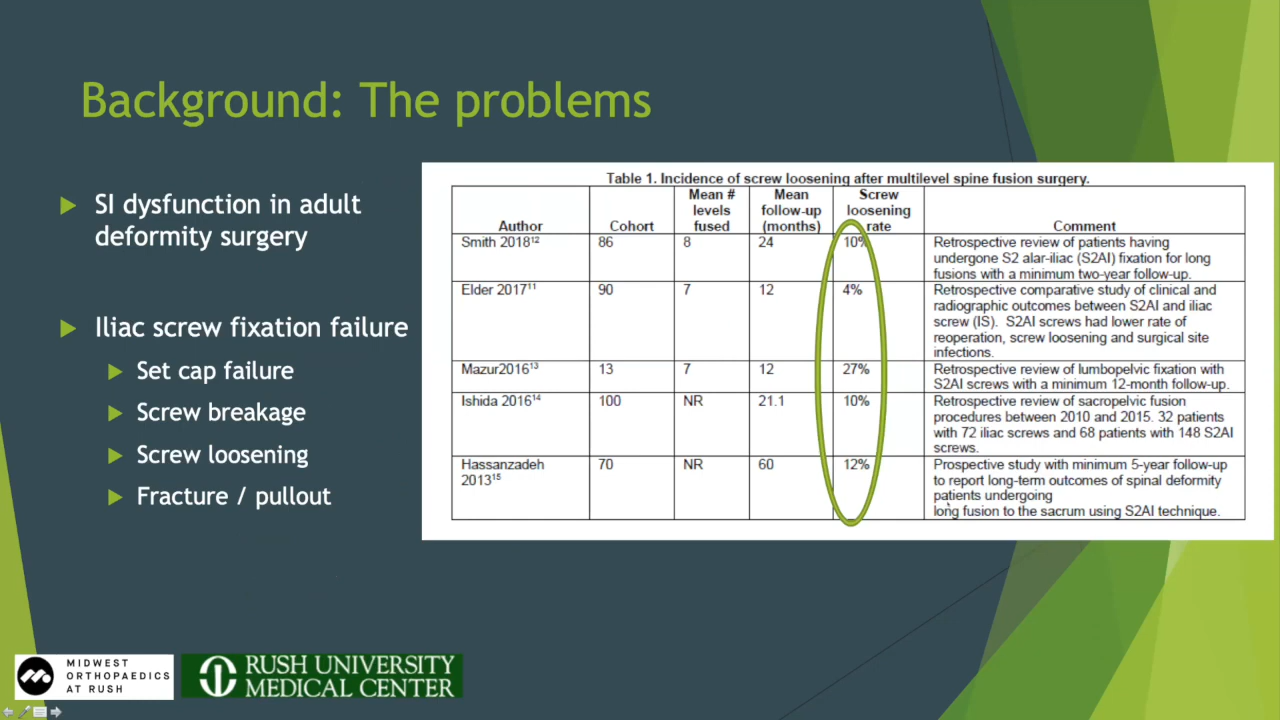 Background: The problems
SI dysfunction in adult
deformity surgery
Iliac screw fixation failure
Set cap failure
Screw breakage
Screw loosening
Fracture / pullout
Table 1. Incidence of screw loosening after multilevel spine fusion surgery.
Author Cohort Mean # levels fused Mean follow-up (months) Screw loosening rate Comment
Smith 2018¹² 86 8 24 10% Retrospective review of patients having
undergone S2 alar-iliac (S2AI) fixation for long
fusions with a minimum two-year follow-up.
Elder 2017¹¹ 90 7 12 4% Retrospective comparative study of clinical and
radiographic outcomes between S2AI and iliac
screw (IS). S2AI screws had lower rate of
reoperation, screw loosening and surgical site
infections.
Mazur2016¹³ 13 7 12 27% Retrospective review of lumbopelvic fixation with
S2AI screws with a minimum 12-month follow-up.
Ishida 2016¹⁴ 100 NR 21.1 10% Retrospective review of sacropelvic fusion
procedures between 2010 and 2015. 32 patients
with 72 iliac screws and 68 patients with 148 S2AI
screws.
Hassanzadeh 2013¹⁵ 70 NR 60 12% Prospective study with minimum 5-year follow-up
to report long-term outcomes of spinal deformity
patients undergoing
long fusion to the sacrum using S2AI technique.
MIDWEST
ORTHOPAEDICS
AT RUSH
RUSH UNIVERSITY
MEDICAL CENTER